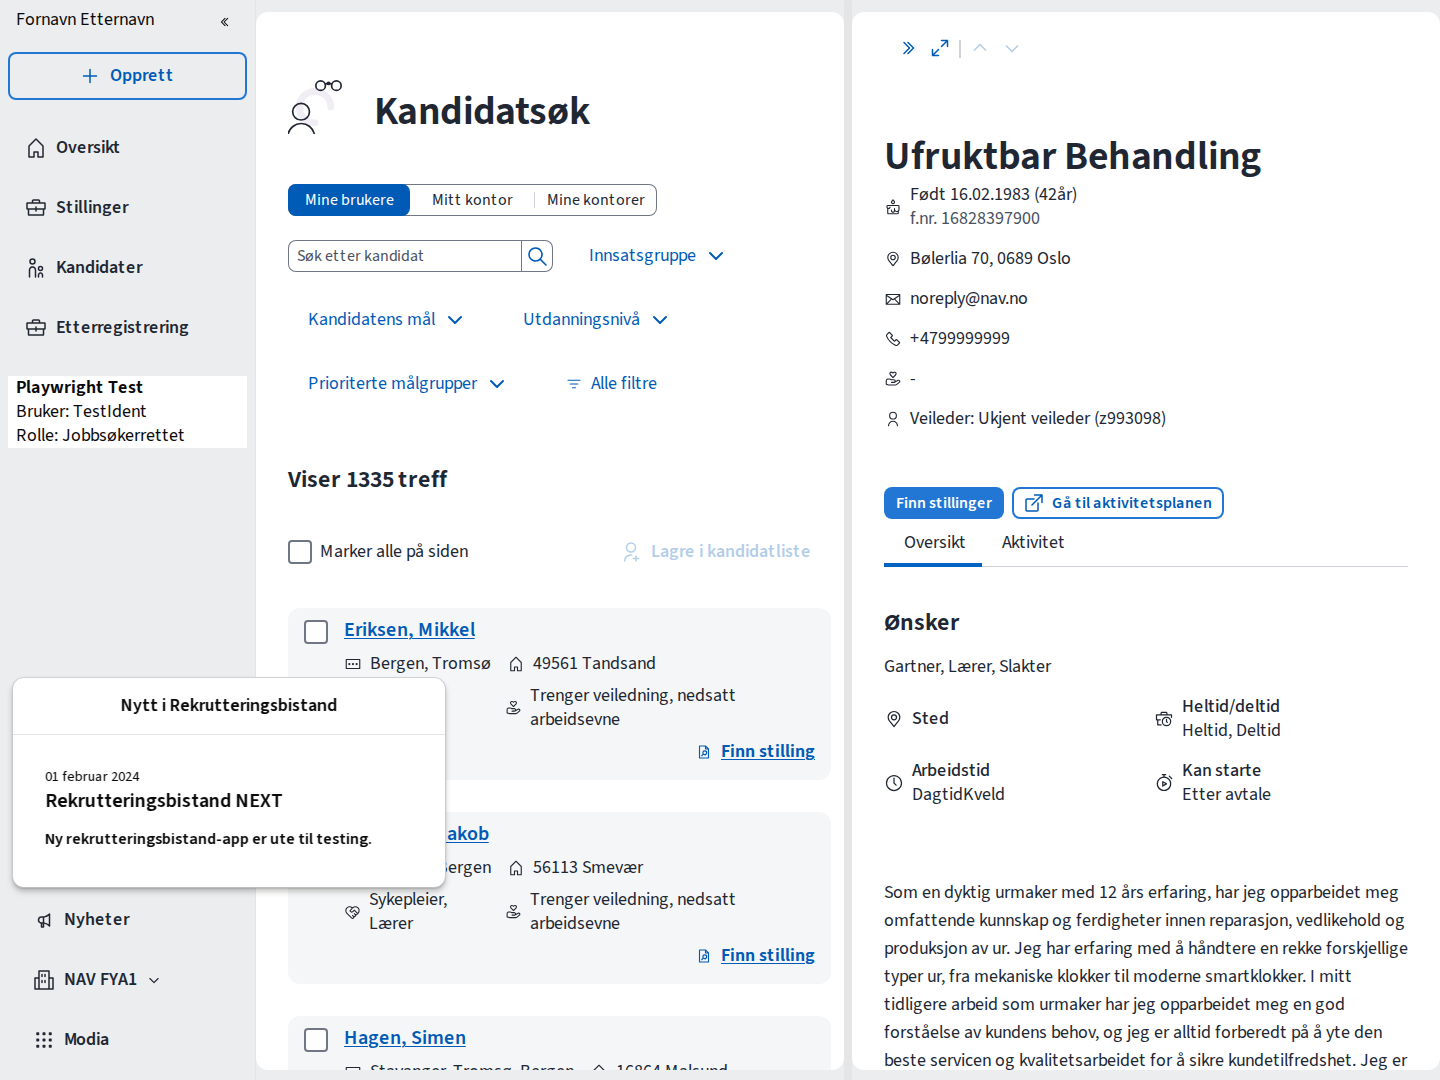 Fornavn Etternavn
Opprett
Oversikt
Stillinger
Kandidater
Etterregistrering
Playwright Test
Bruker: TestIdent
Rolle: Jobbsøkerrettet
Nytt i Rekrutteringsbistand
01 februar 2024
Rekrutteringsbistand NEXT
Ny rekrutteringsbistand-app er ute til testing.
Nyheter
NAV FYA1
Media
Kandidatsøk
Mine brukere
Mitt kontor
Mine kontorer
Søk etter kandidat
Innsatsgruppe
Kandidatens mål
Utdanningsnivå
Prioriterte målgrupper
Alle filtre
Viser 1335 treff
Marker alle på siden
Lagre i kandidatliste
Eriksen, Mikkel
Bergen, Tromsø
49561 Tandsand
Trenger veiledning, nedsatt
arbeidsevne
Finn stilling
akob
Bergen
56113 Smevær
Sykepleier,
Lærer
Trenger veiledning, nedsatt
arbeidsevne
Finn stilling
Hagen, Simen
Stavanger, Tromsø, Bergen
16864 Malsund
Ufruktbar Behandling
Født 16.02.1983 (42år)
f.nr. 16828397900
Bølerlia 70, 0689 Oslo
noreply@nav.no
+4799999999
-
Veileder: Ukjent veileder (z993098)
Finn stillinger
Gå til aktivitetsplanen
Oversikt
Aktivitet
Ønsker
Gartner, Lærer, Slakter
Sted
Heltid/deltid
Heltid, Deltid
Arbeidstid
DagtidKveld
Kan starte
Etter avtale
Som en dyktig urmaker med 12 års erfaring, har jeg opparbeidet meg
omfattende kunnskap og ferdigheter innen reparasjon, vedlikehold og
produksjon av ur. Jeg har erfaring med å håndtere en rekke forskjellige
typer ur, fra mekaniske klokker til moderne smartklokker. I mitt
tidligere arbeid som urmaker har jeg opparbeidet meg en god
forståelse av kundens behov, og jeg er alltid forberedt på å yte den
beste servicen og kvalitetsarbeidet for å sikre kundetilfredshet. Jeg er